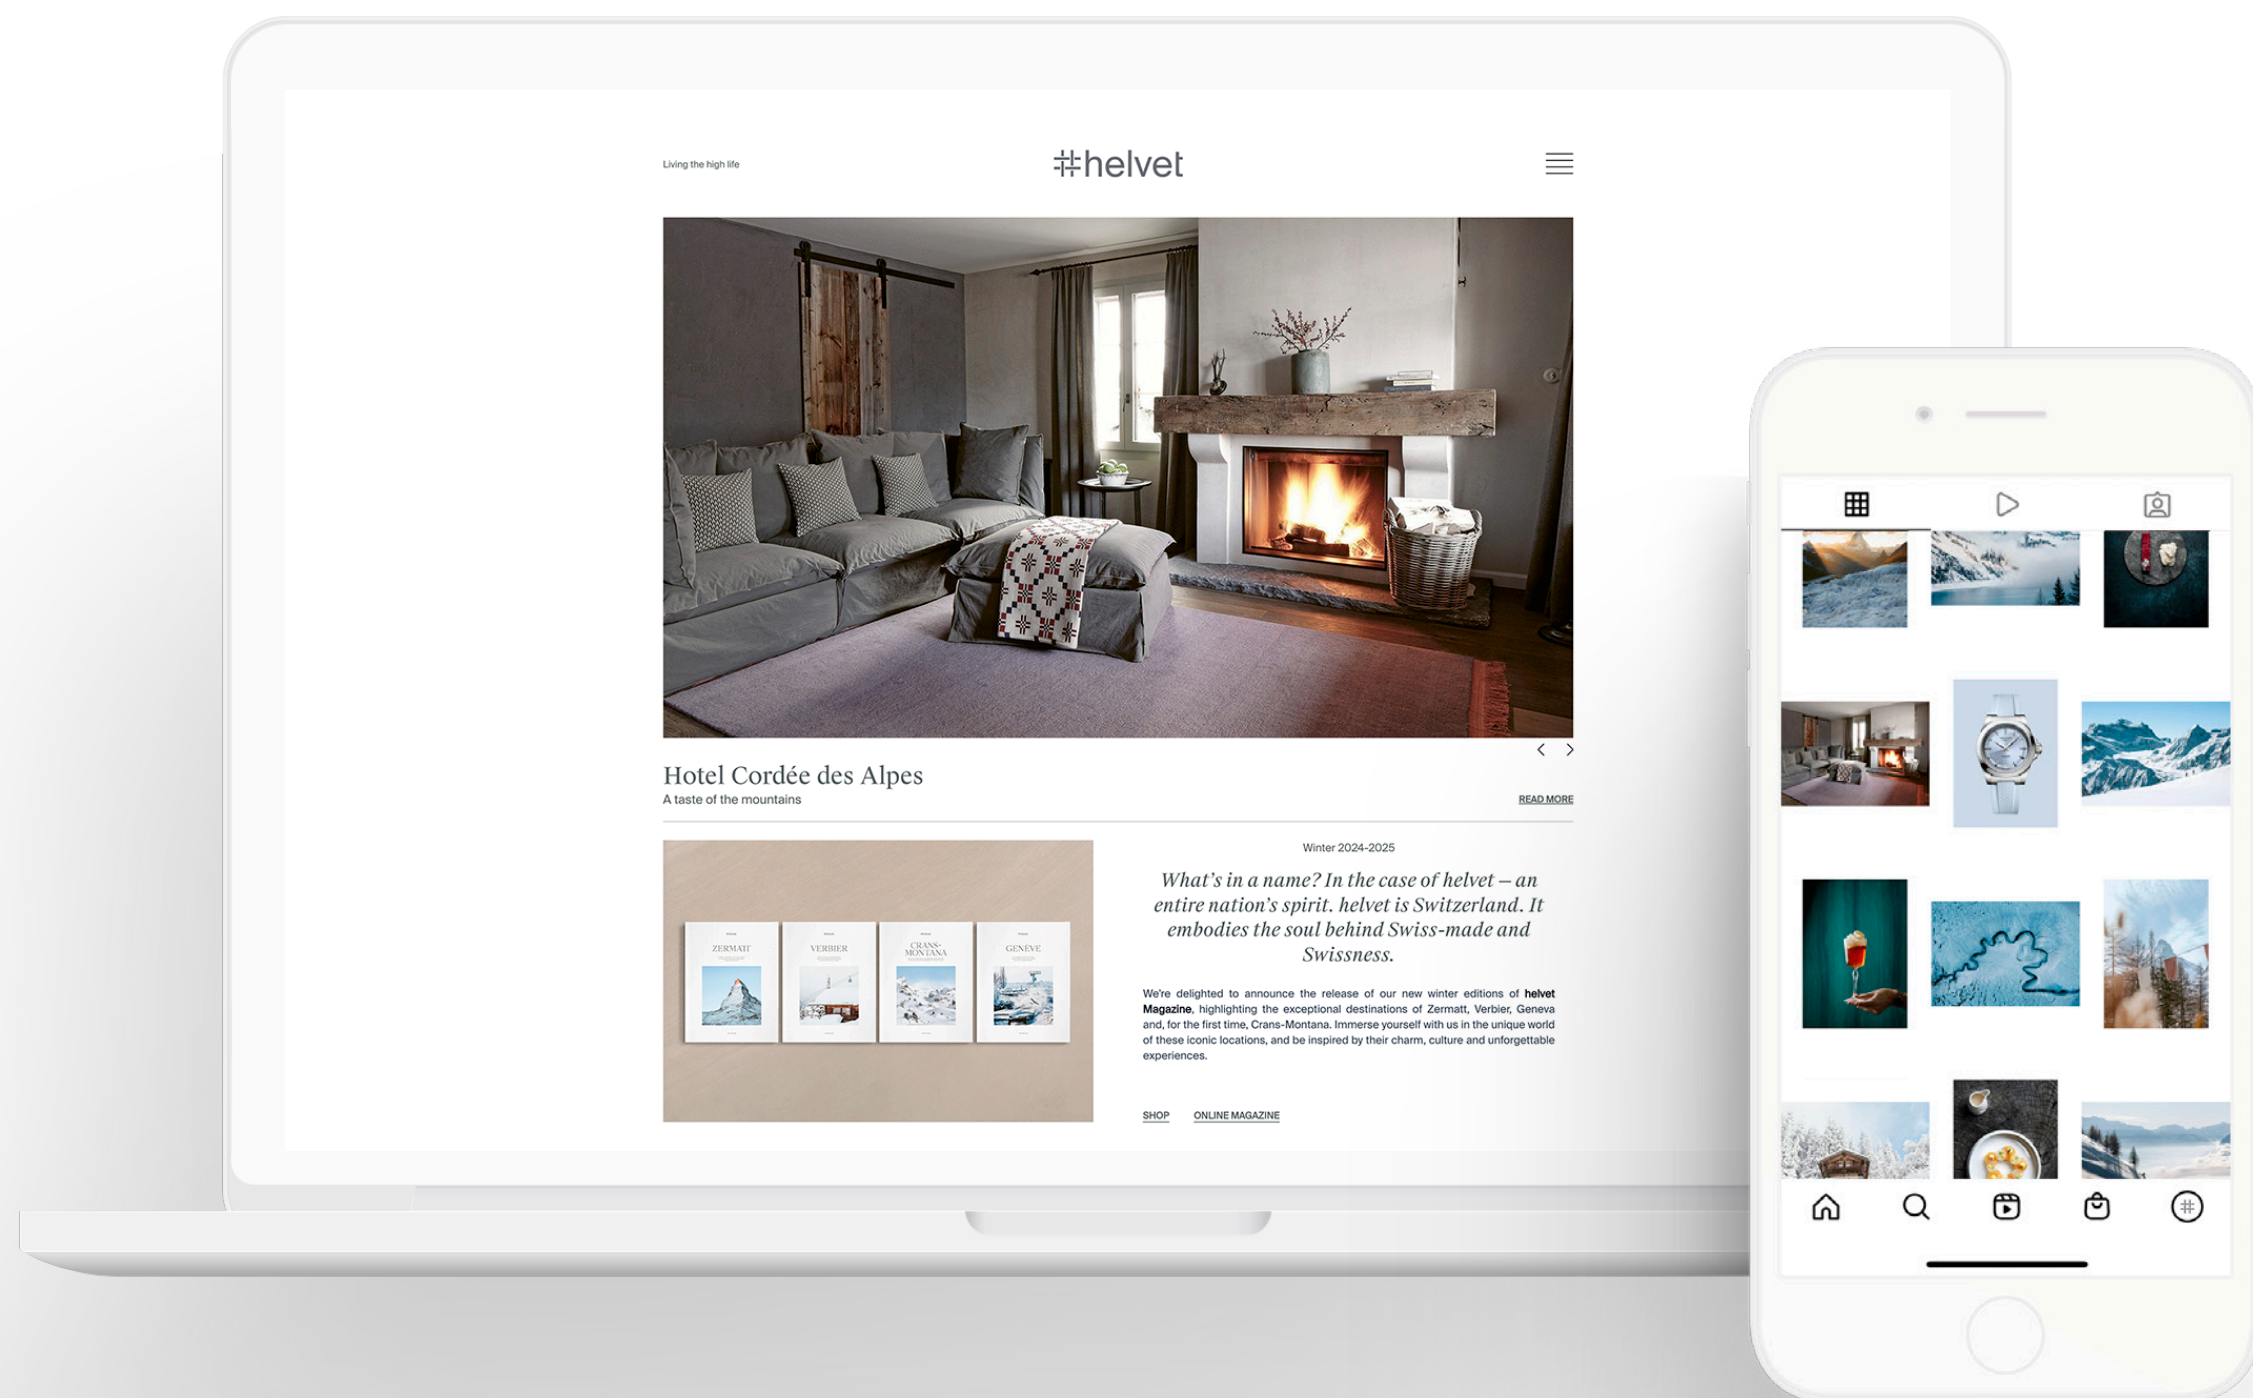 Living the high life
#helvet
Hotel Cordée des Alpes
A taste of the mountains
READ MORE
ZERMATT
VERBIER
CRANS-
MONTANA
GENÈVE
Winter 2024-2025
What’s in a name? In the case of helvet – an
entire nation’s spirit. helvet is Switzerland. It
embodies the soul behind Swiss-made and
Swissness.
We’re delighted to announce the release of our new winter editions of helvet
Magazine, highlighting the exceptional destinations of Zermatt, Verbier, Geneva
and, for the first time, Crans-Montana. Immerse yourself with us in the unique world
of these iconic locations, and be inspired by their charm, culture and unforgettable
experiences.
SHOP
ONLINE MAGAZINE
#